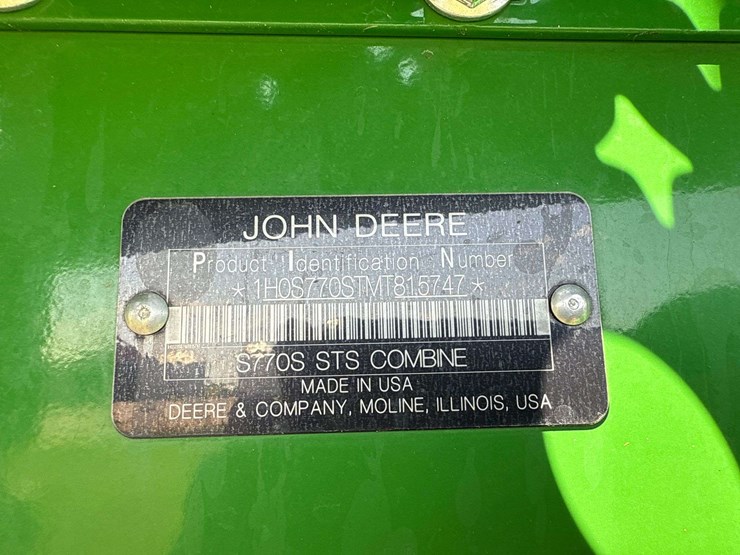 JOHN DEERE
Product Identification Number
*1H0S770STMT815747*
S770S STS COMBINE
MADE IN USA
DEERE & COMPANY, MOLINE, ILLINOIS, USA